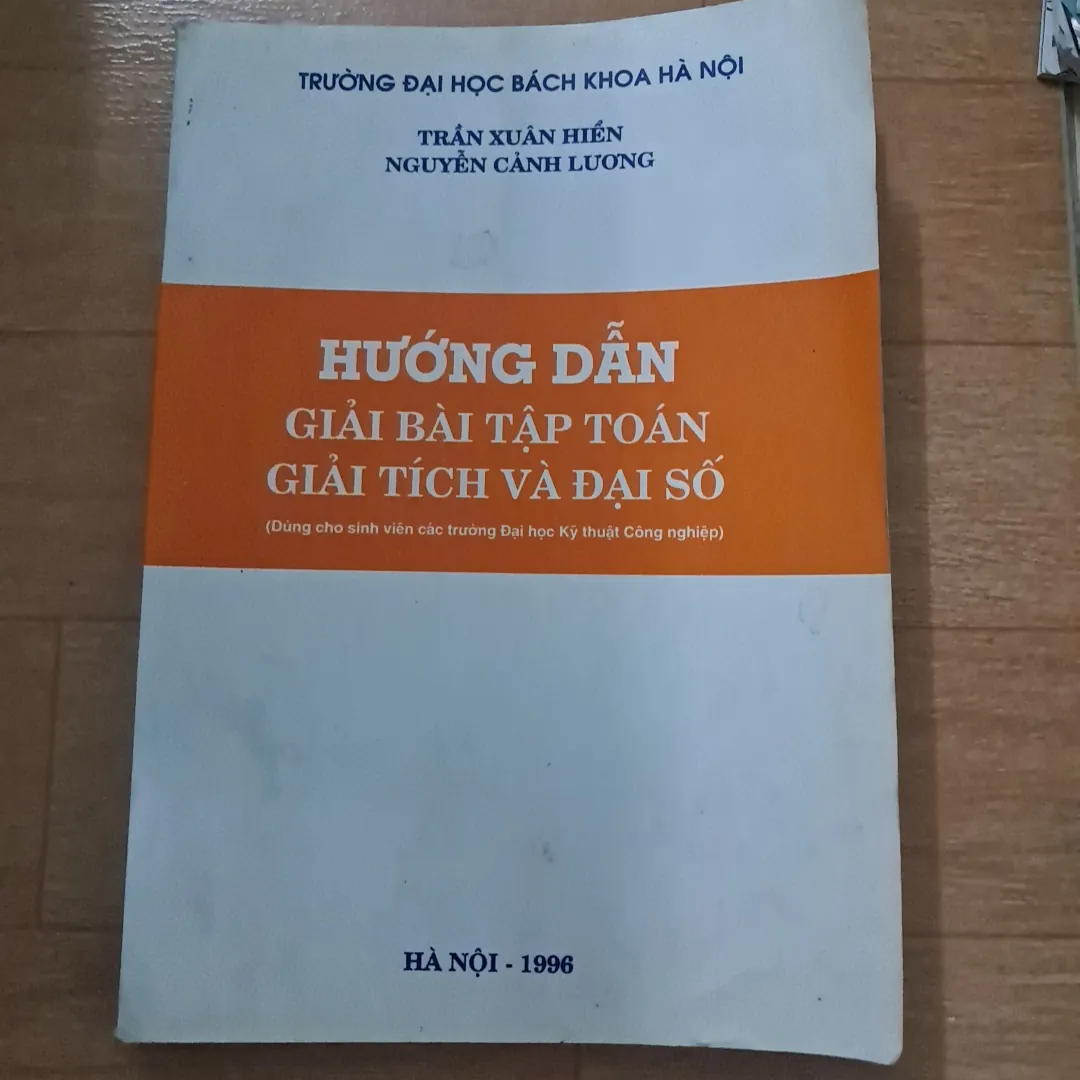 TRƯỜNG ĐẠI HỌC BÁCH KHOA HÀ NỘI
TRẦN XUÂN HIỂN
NGUYỄN CẢNH LƯƠNG
HƯỚNG DẪN
GIẢI BÀI TẬP TOÁN
GIẢI TÍCH VÀ ĐẠI SỐ
(Dùng cho sinh viên các trường Đại học Kỹ thuật Công nghiệp)
HÀ NỘI - 1996